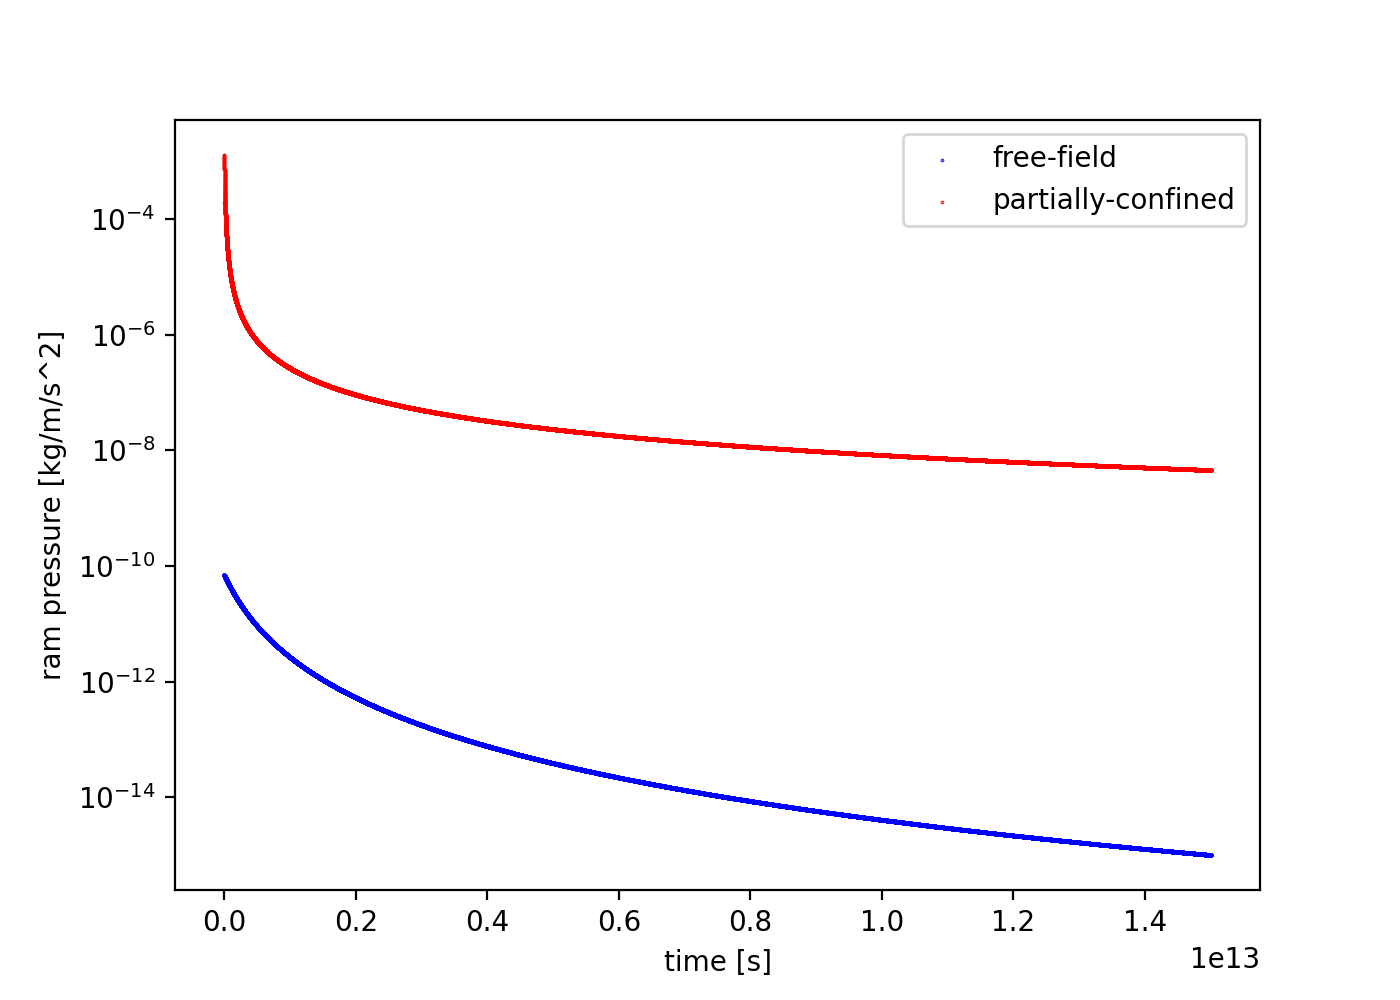 free-field
partially-confined
ram pressure [kg/m/s^2]
10⁻⁴
10⁻⁶
10⁻⁸
10⁻¹⁰
10⁻¹²
10⁻¹⁴
0.0 0.2 0.4 0.6 0.8 1.0 1.2 1.4
time [s]
1e13